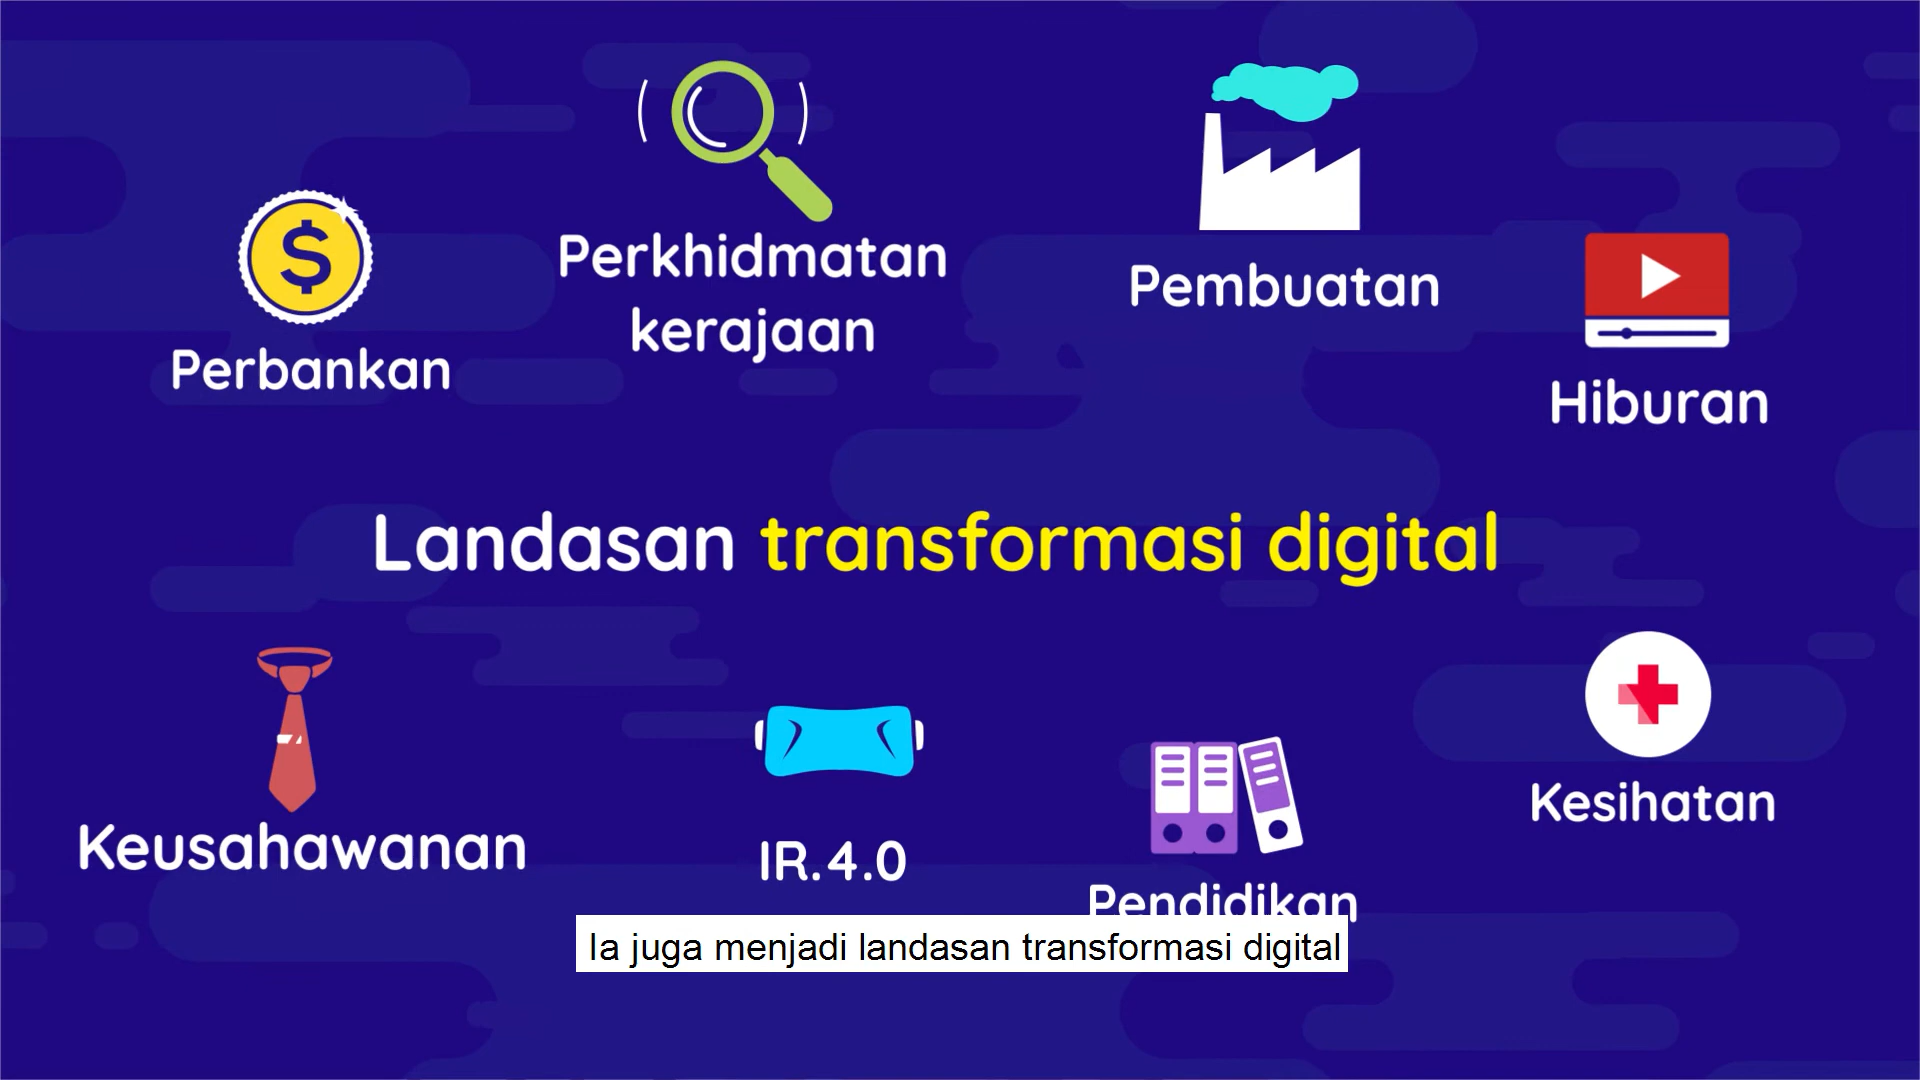 Perkhidmatan
kerajaan
Pembuatan
Perbankan
Hiburan
Landasan transformasi digital
Keusahawanan
IR.4.0
Pendidikan
Kesihatan
Ia juga menjadi landasan transformasi digital